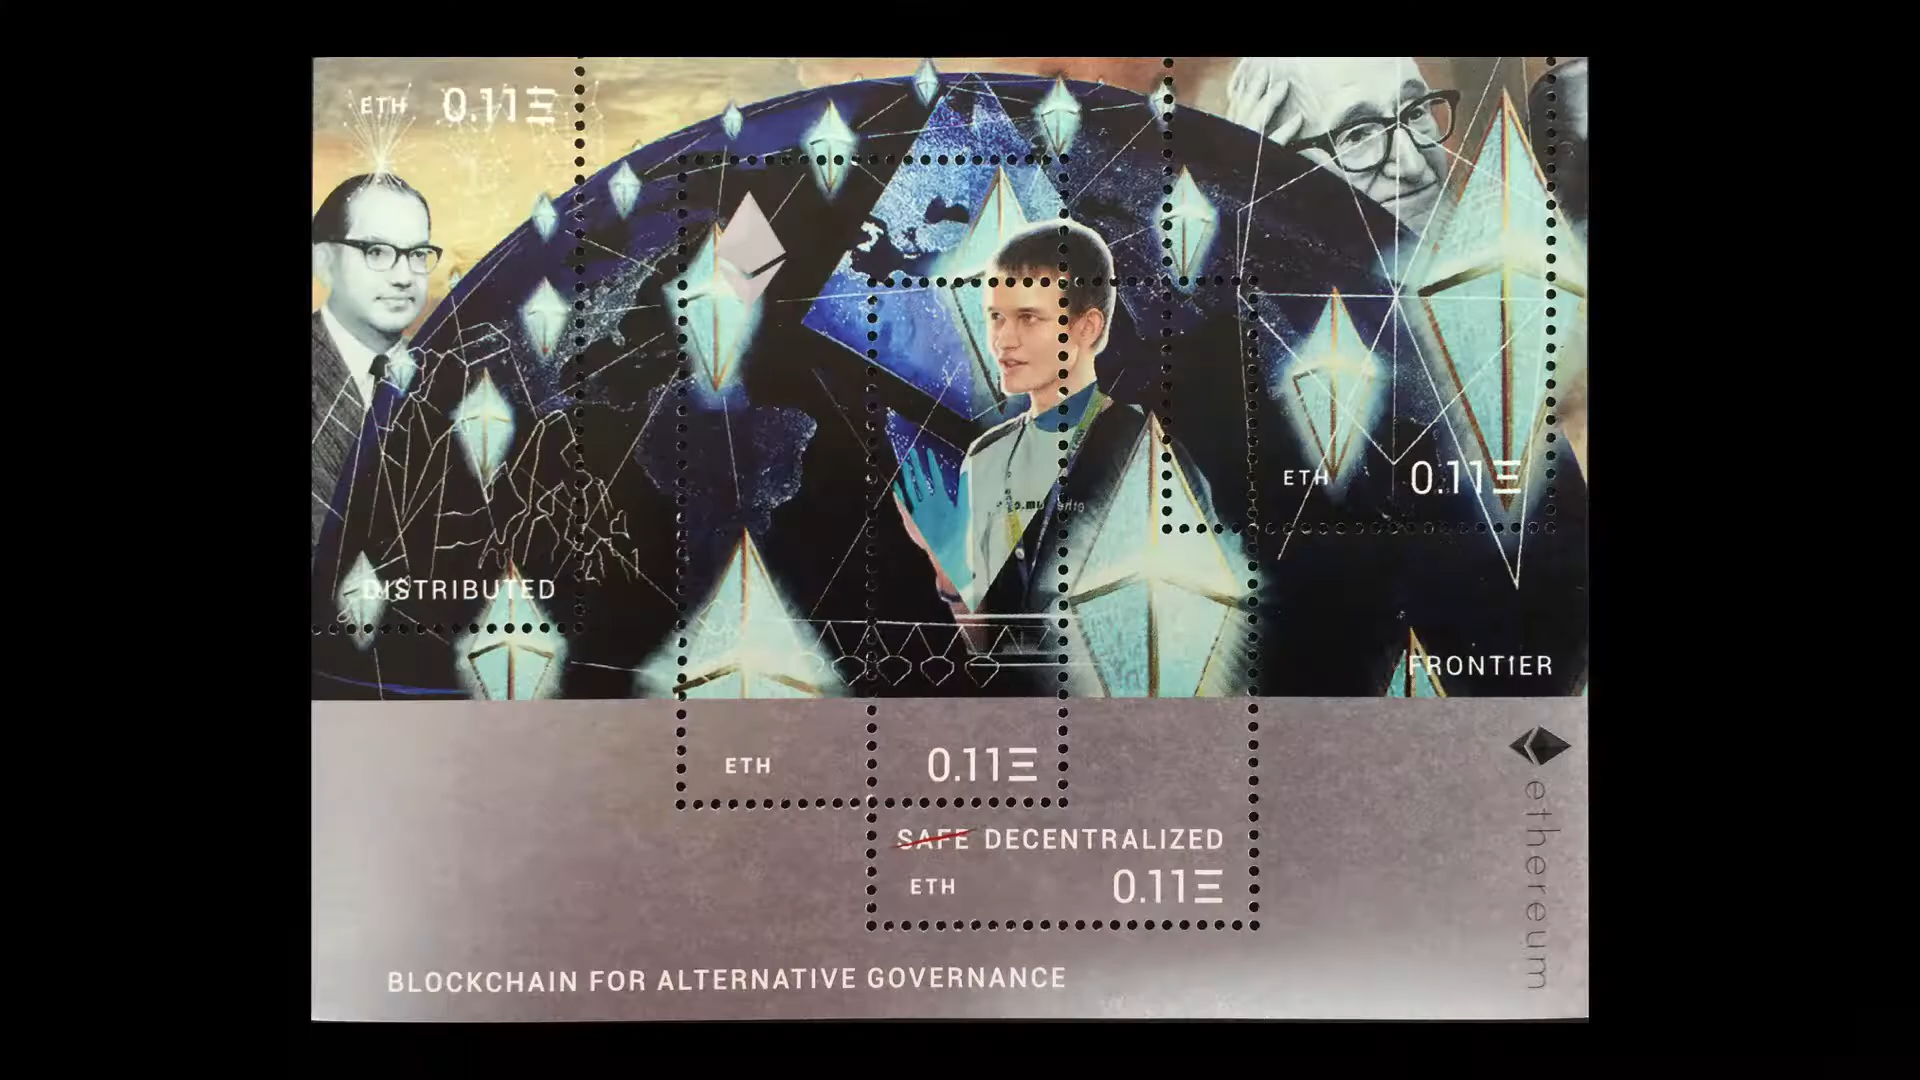 ETH 0.11Ξ
DISTRIBUTED
ETH 0.11Ξ
FRONTIER
ETH 0.11Ξ
SAFE DECENTRALIZED
ETH 0.11Ξ
ethereum
BLOCKCHAIN FOR ALTERNATIVE GOVERNANCE